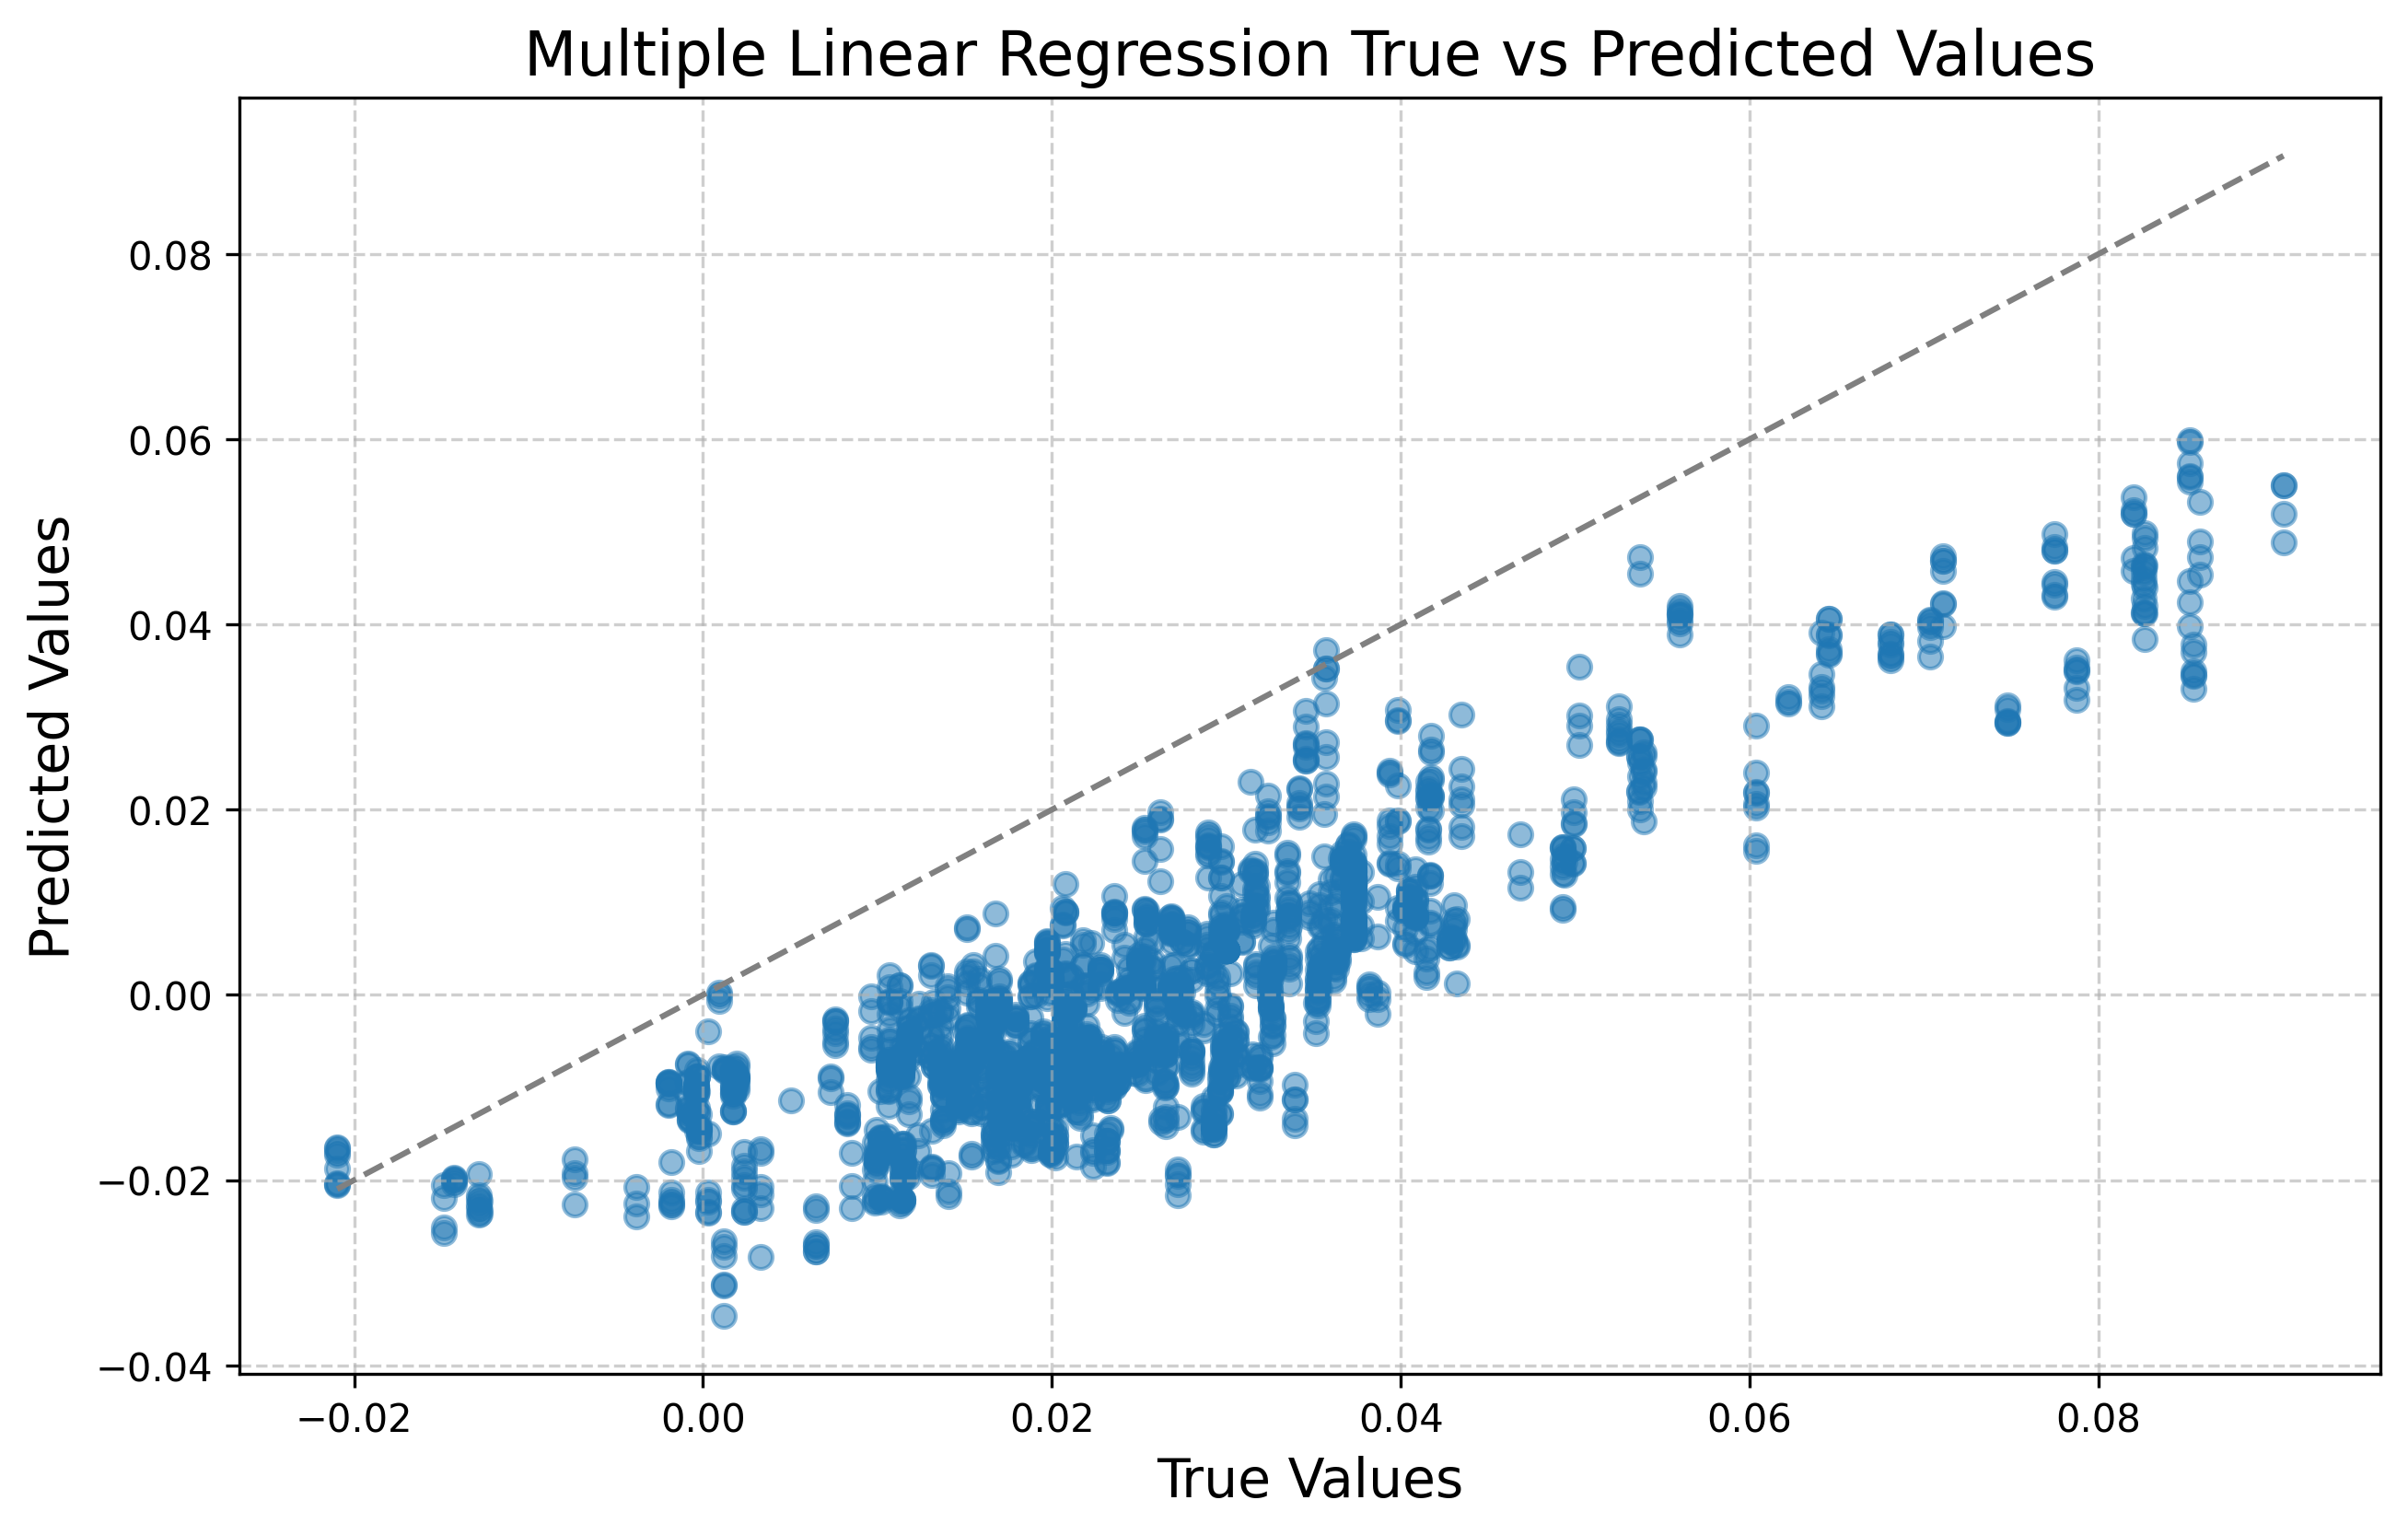 Multiple Linear Regression True vs Predicted Values
Predicted Values
0.08
0.06
0.04
0.02
0.00
−0.02
−0.04
−0.02 0.00 0.02 0.04 0.06 0.08
True Values